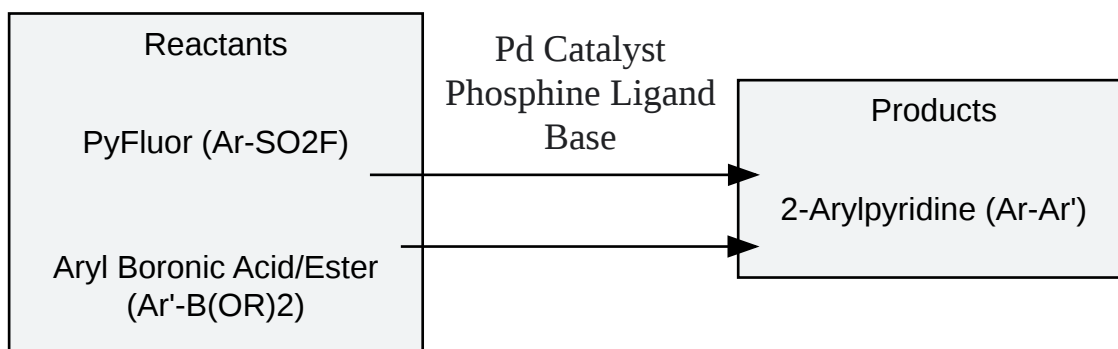 Reactants
PyFluor (Ar-SO2F)
Aryl Boronic Acid/Ester
(Ar'-B(OR)2)
Pd Catalyst
Phosphine Ligand
Base
Products
2-Arylpyridine (Ar-Ar')